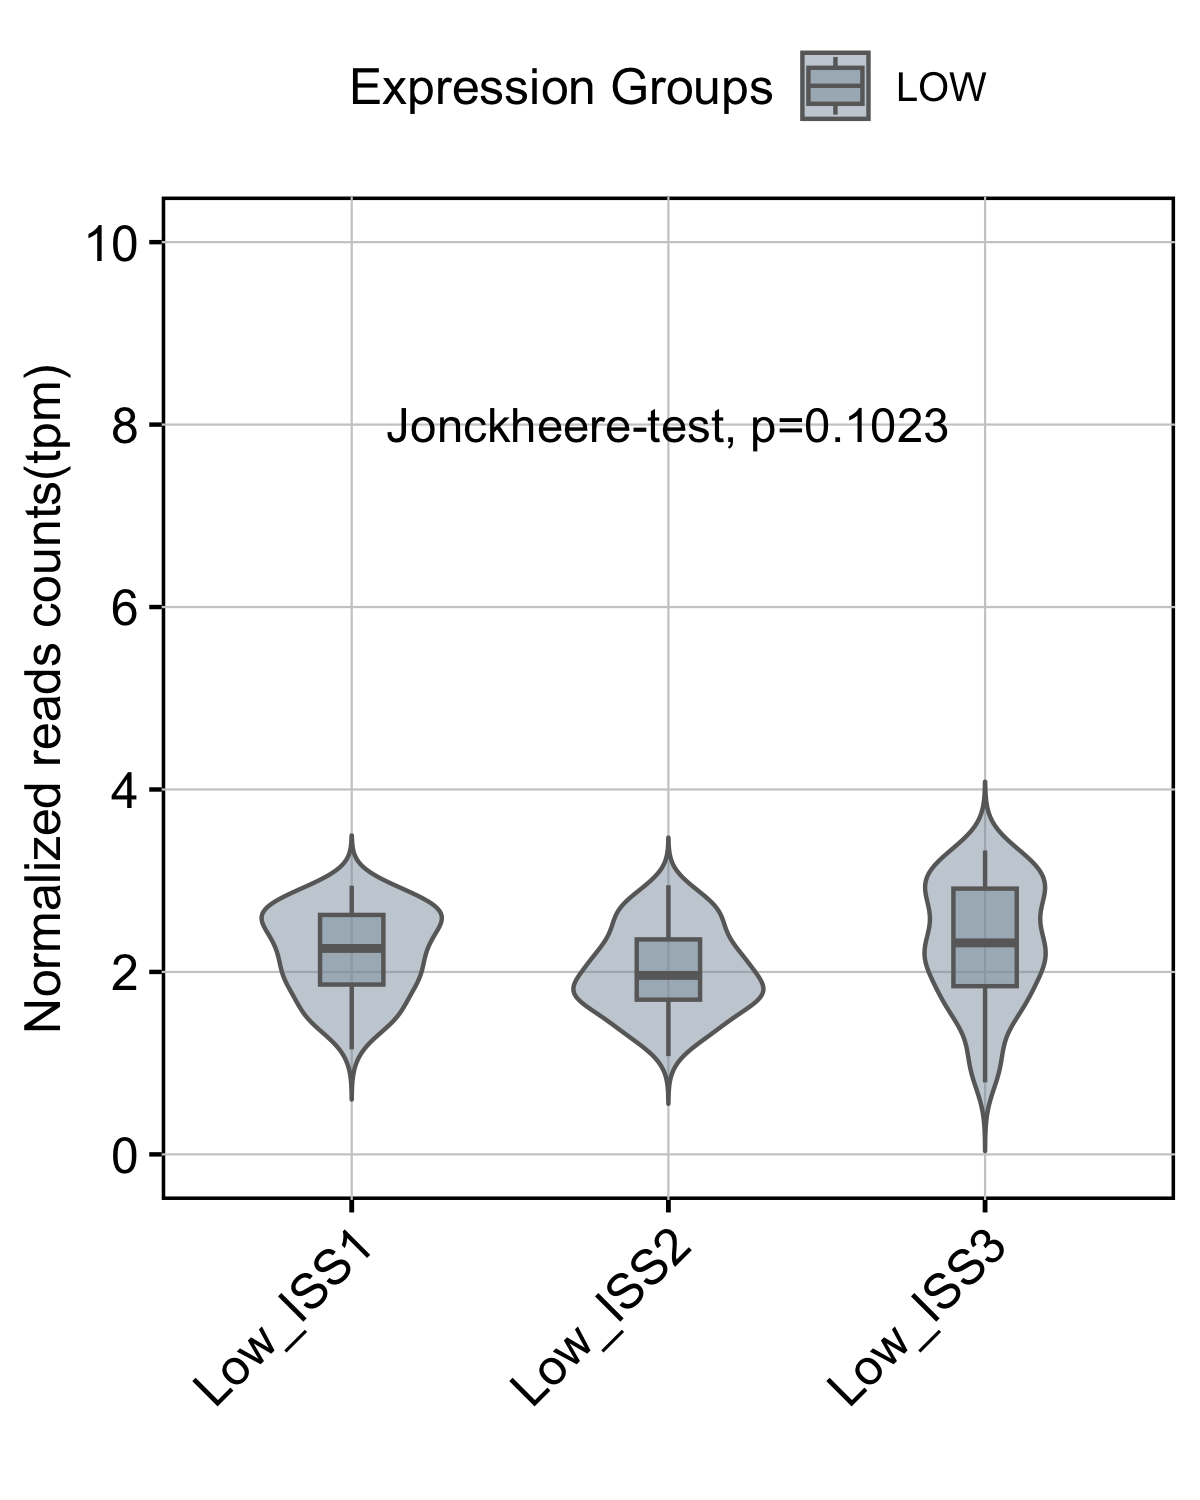 Expression Groups LOW
10
8
6
4
2
0
Normalized reads counts(tpm)
Jonckheere-test, p=0.1023
Low_ISS1
Low_ISS2
Low_ISS3